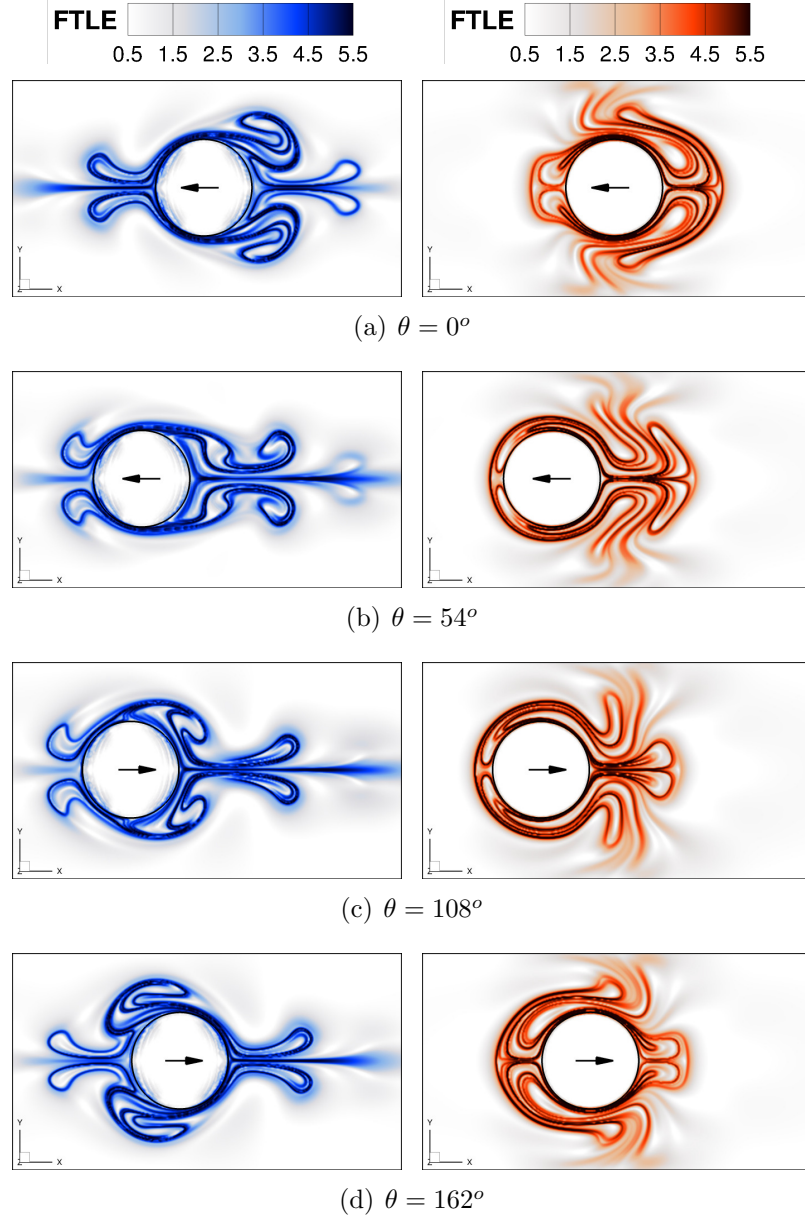 FTLE
0.5 1.5 2.5 3.5 4.5 5.5
FTLE
0.5 1.5 2.5 3.5 4.5 5.5
Y
Z X
Y
Z X
(a) θ = 0°
Y
Z X
Y
Z X
(b) θ = 54°
Y
Z X
Y
Z X
(c) θ = 108°
Y
Z X
Y
Z X
(d) θ = 162°